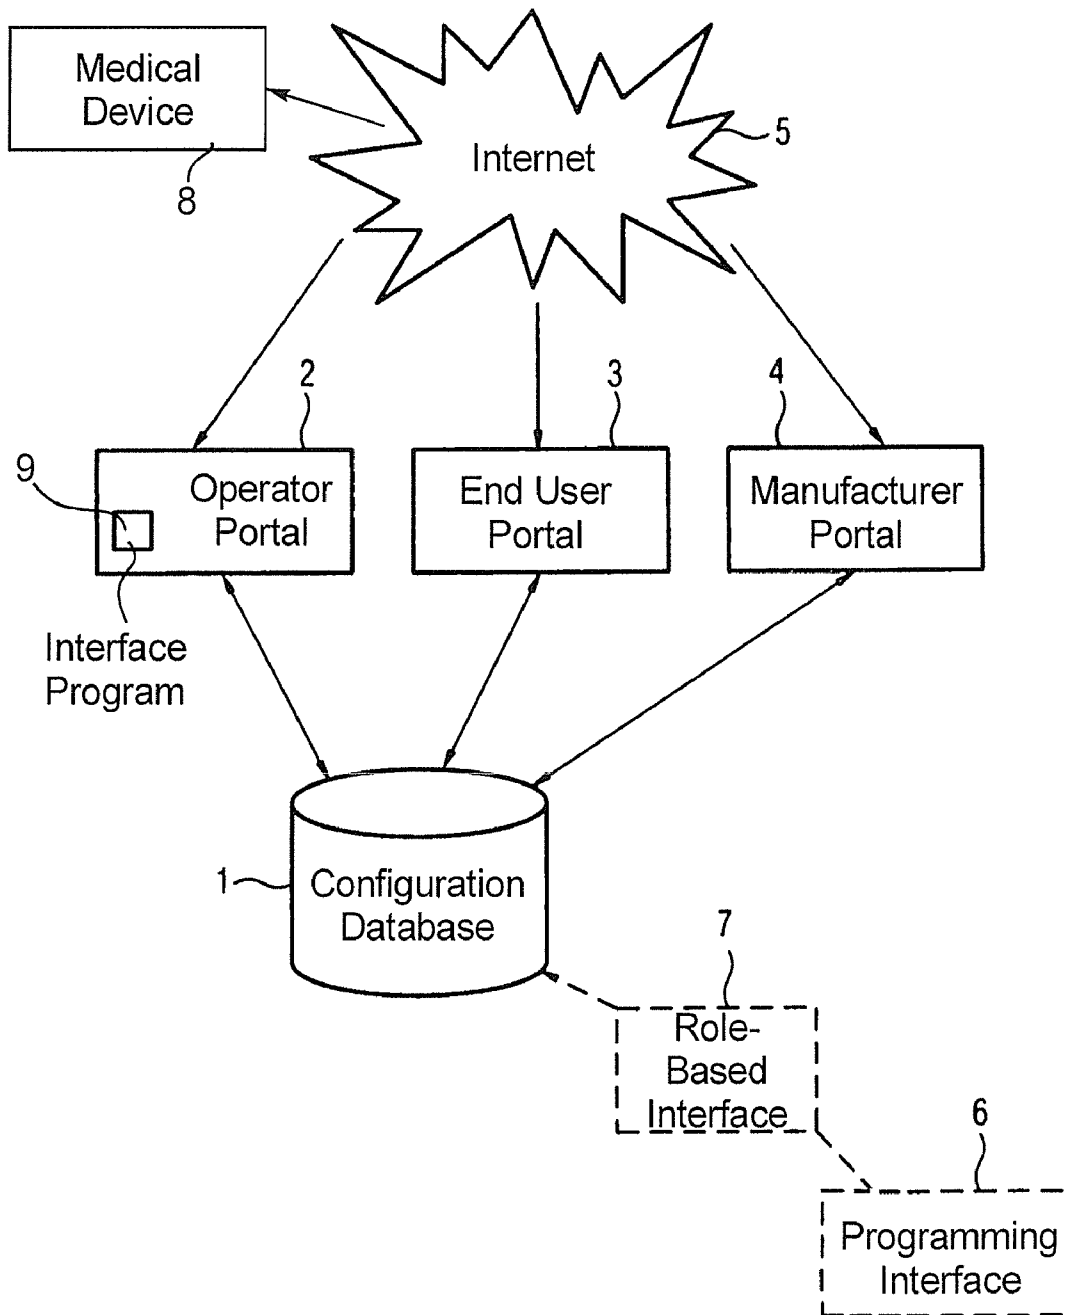 Medical
Device
8
Internet
5
2
3
4
9
Operator
Portal
End User
Portal
Manufacturer
Portal
Interface
Program
1
Configuration
Database
7
Role-
Based
Interface
6
Programming
Interface